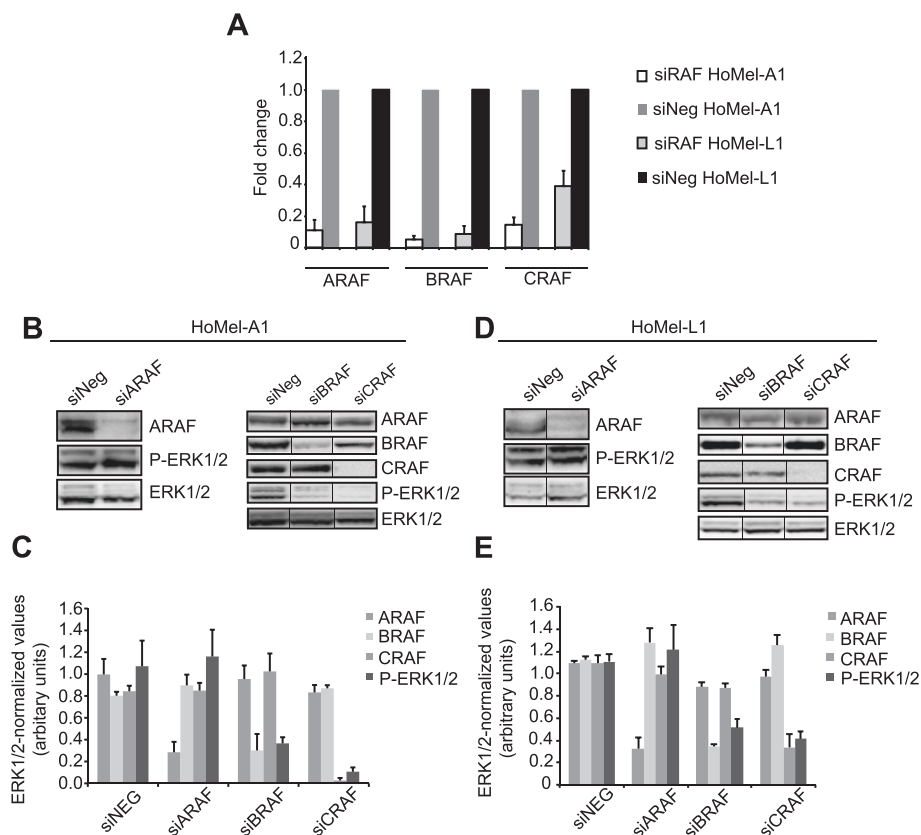 A
1.2
1.0
0.8
0.6
0.4
0.2
0
Fold change
ARAF
BRAF
CRAF
siRAF HoMel-A1
siNeg HoMel-A1
siRAF HoMel-L1
siNeg HoMel-L1
B
HoMel-A1
siNeg
siARAF
ARAF
P-ERK1/2
ERK1/2
siNeg
siBRAF
siCRAF
ARAF
BRAF
CRAF
P-ERK1/2
ERK1/2
D
HoMel-L1
siNeg
siARAF
ARAF
P-ERK1/2
ERK1/2
siNeg
siBRAF
siCRAF
ARAF
BRAF
CRAF
P-ERK1/2
ERK1/2
C
ERK1/2-normalized values
(arbitary units)
1.6
1.4
1.2
1.0
0.8
0.6
0.4
0.2
0.0
siNEG
siARAF
siBRAF
siCRAF
ARAF
BRAF
CRAF
P-ERK1/2
E
ERK1/2-normalized values
(arbitrary units)
1.6
1.4
1.2
1.0
0.8
0.6
0.4
0.2
0.0
siNEG
siARAF
siBRAF
siCRAF
ARAF
BRAF
CRAF
P-ERK1/2